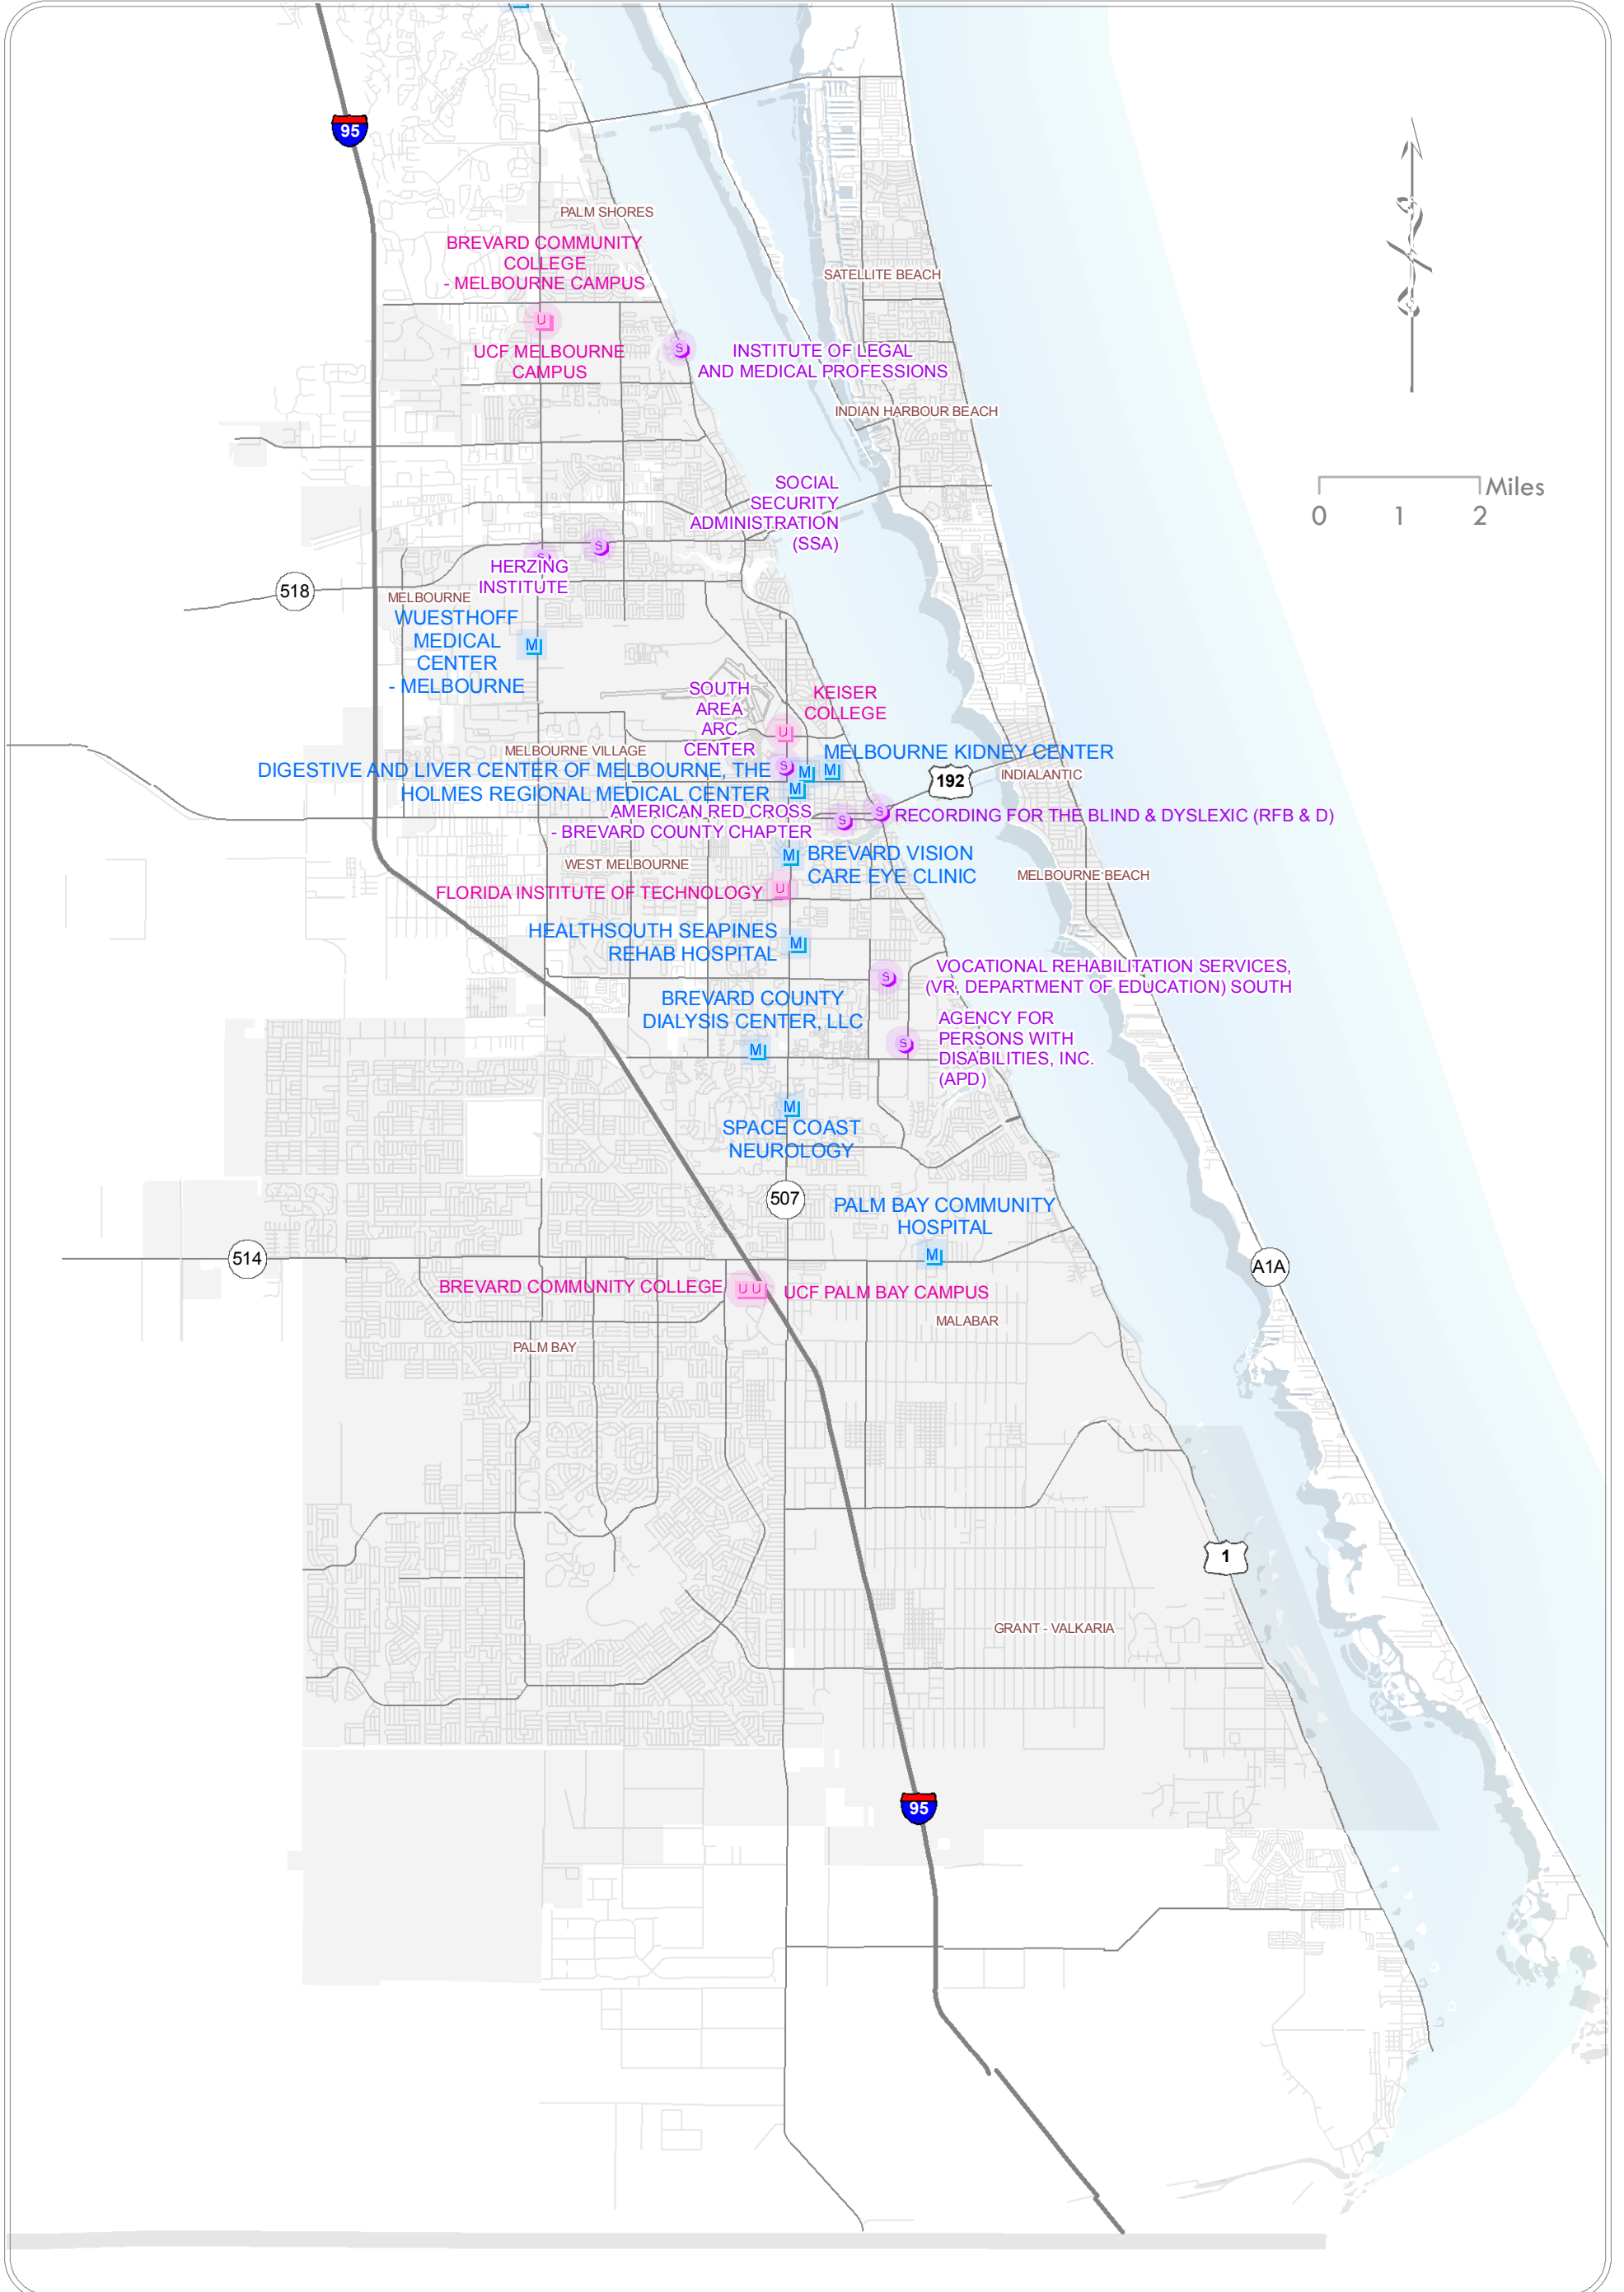 95
PALM SHORES
BREVARD COMMUNITY
COLLEGE
- MELBOURNE CAMPUS
SATELLITE BEACH
U
S
UCF MELBOURNE
CAMPUS
INSTITUTE OF LEGAL
AND MEDICAL PROFESSIONS
INDIAN HARBOUR BEACH
Miles
0 1 2
SOCIAL
SECURITY
ADMINISTRATION
(SSA)
S
S
HERZING
INSTITUTE
518
MELBOURNE
WUESTHOFF
MEDICAL
CENTER
- MELBOURNE
M
SOUTH
AREA
ARC
CENTER
KEISER
COLLEGE
U
MELBOURNE VILLAGE
MELBOURNE KIDNEY CENTER
DIGESTIVE AND LIVER CENTER OF MELBOURNE, THE
S
M
M
192
INDIALANTIC
HOLMES REGIONAL MEDICAL CENTER
M
AMERICAN RED CROSS
- BREVARD COUNTY CHAPTER
S
S
RECORDING FOR THE BLIND & DYSLEXIC (RFB & D)
WEST MELBOURNE
M
BREVARD VISION
CARE EYE CLINIC
MELBOURNE BEACH
FLORIDA INSTITUTE OF TECHNOLOGY
U
HEALTHSOUTH SEAPINES
REHAB HOSPITAL
M
S
VOCATIONAL REHABILITATION SERVICES,
(VR, DEPARTMENT OF EDUCATION) SOUTH
BREVARD COUNTY
DIALYSIS CENTER, LLC
M
S
AGENCY FOR
PERSONS WITH
DISABILITIES, INC.
(APD)
M
SPACE COAST
NEUROLOGY
507
PALM BAY COMMUNITY
HOSPITAL
M
514
A1A
BREVARD COMMUNITY COLLEGE
U U
UCF PALM BAY CAMPUS
MALABAR
PALM BAY
1
GRANT - VALKARIA
95